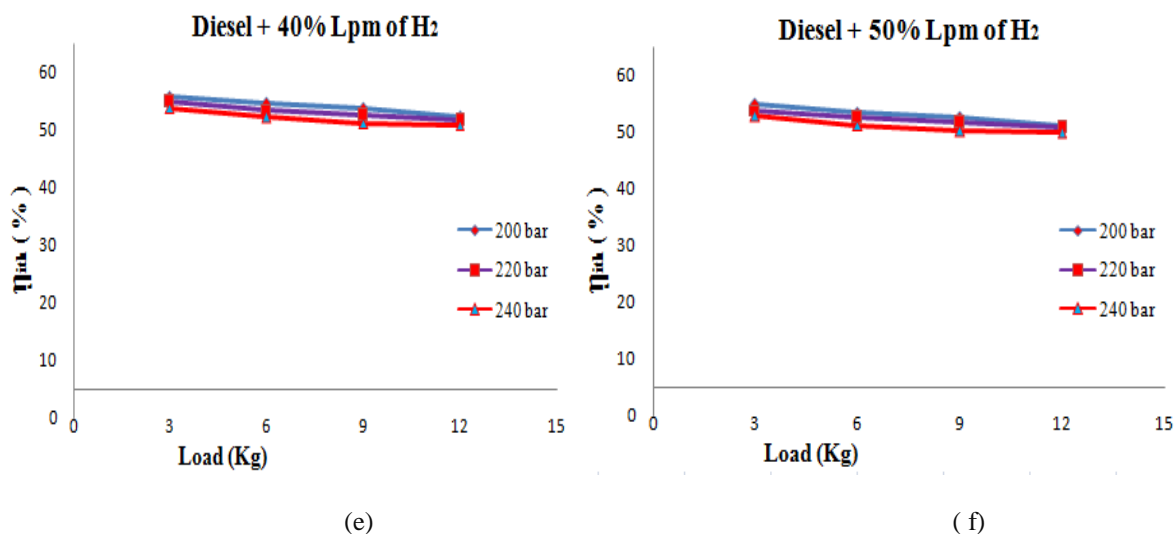 Diesel + 40% Lpm of H2
60
50
40
30
20
10
0
ηith ( % )
200 bar
220 bar
240 bar
0 3 6 9 12 15
Load (Kg)
(e)
Diesel + 50% Lpm of H2
60
50
40
30
20
10
0
ηith ( % )
200 bar
220 bar
240 bar
0 3 6 9 12 15
Load (Kg)
( f)